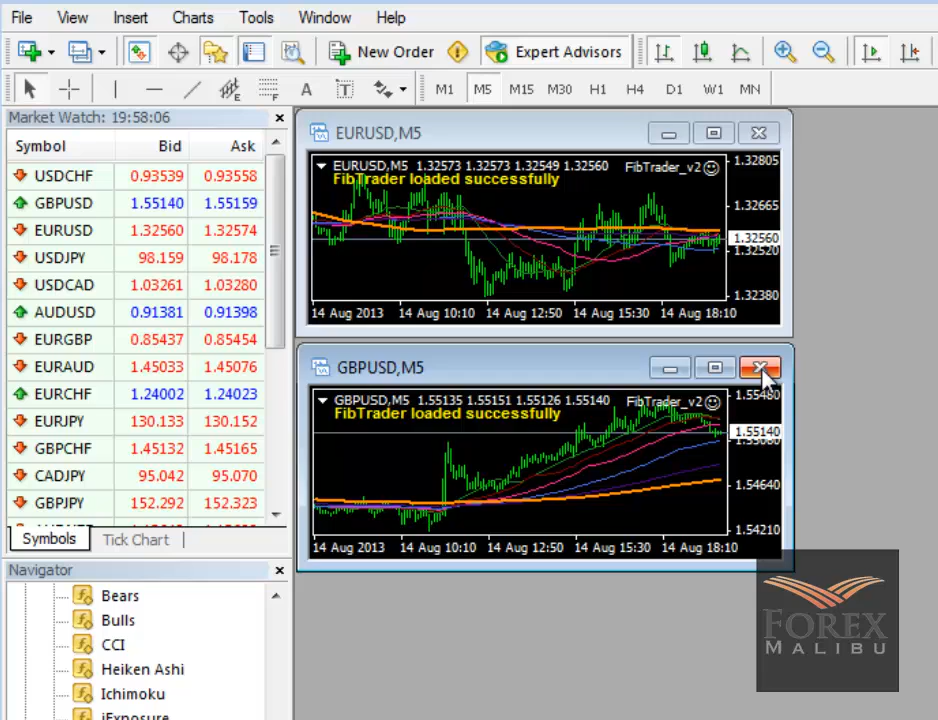 File View Insert Charts Tools Window Help
New Order Expert Advisors
E F A T M1 M5 M15 M30 H1 H4 D1 W1 MN
Market Watch: 19:58:06
Symbol Bid Ask
USDCHF 0.93539 0.93558
GBPUSD 1.55140 1.55159
EURUSD 1.32560 1.32574
USDJPY 98.159 98.178
USDCAD 1.03261 1.03280
AUDUSD 0.91381 0.91398
EURGBP 0.85437 0.85454
EURAUD 1.45033 1.45076
EURCHF 1.24002 1.24023
EURJPY 130.133 130.152
GBPCHF 1.45132 1.45165
CADJPY 95.042 95.070
GBPJPY 152.292 152.323
Symbols Tick Chart
Navigator
Bears
Bulls
CCI
Heiken Ashi
Ichimoku
iExposure
EURUSD,M5
EURUSD,M5 1.32573 1.32573 1.32549 1.32560 FibTrader_v2
FibTrader loaded successfully
1.32805
1.32665
1.32560
1.32520
1.32380
14 Aug 2013 14 Aug 10:10 14 Aug 12:50 14 Aug 15:30 14 Aug 18:10
GBPUSD,M5
GBPUSD,M5 1.55135 1.55151 1.55126 1.55140 FibTrader_v2
FibTrader loaded successfully
1.55480
1.55140
1.55080
1.54640
1.54210
14 Aug 2013 14 Aug 10:10 14 Aug 12:50 14 Aug 15:30 14 Aug 18:10
FOREX
MALIBU